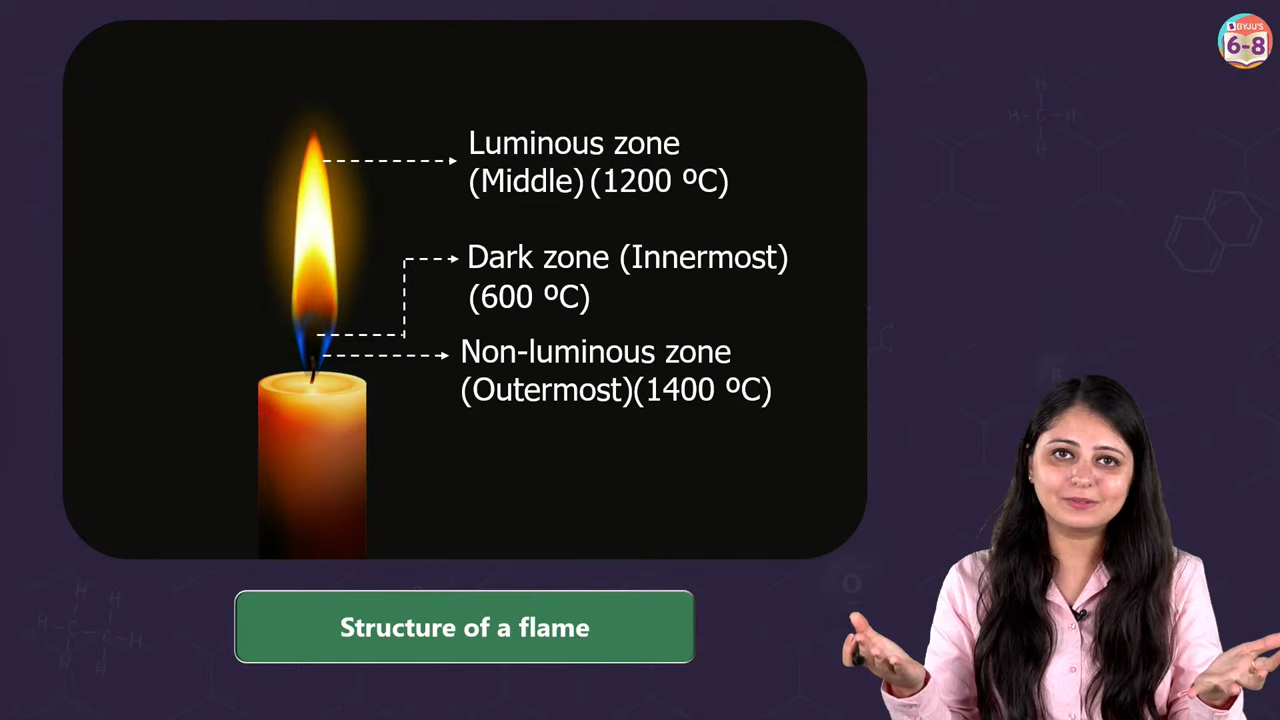 BYJU'S
6-8
Luminous zone
(Middle) (1200 ºC)
Dark zone (Innermost)
(600 ºC)
Non-luminous zone
(Outermost)(1400 ºC)
Structure of a flame